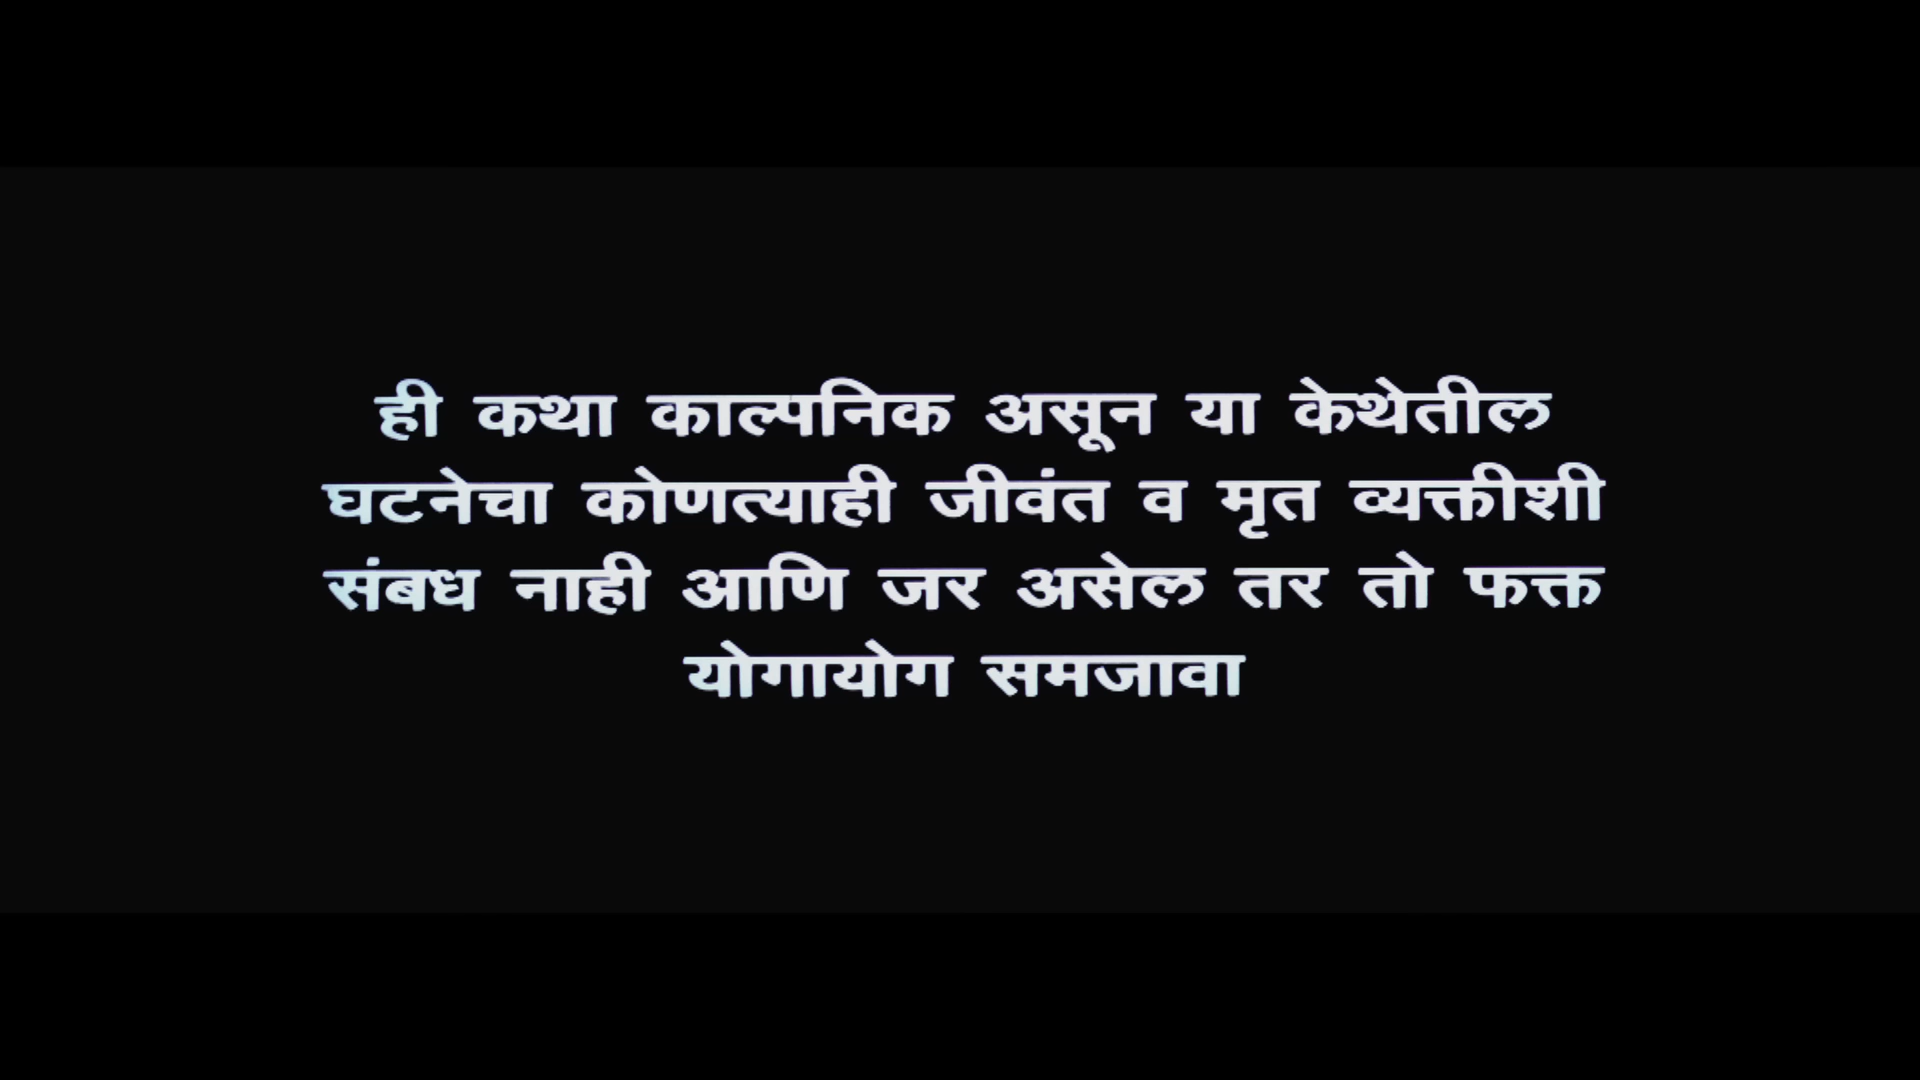 ही कथा काल्पनिक असून या केथेतील
घटनेचा कोणत्याही जीवंत व मृत व्यक्तीशी
संबध नाही आणि जर असेल तर तो फक्त
योगायोग समजावा